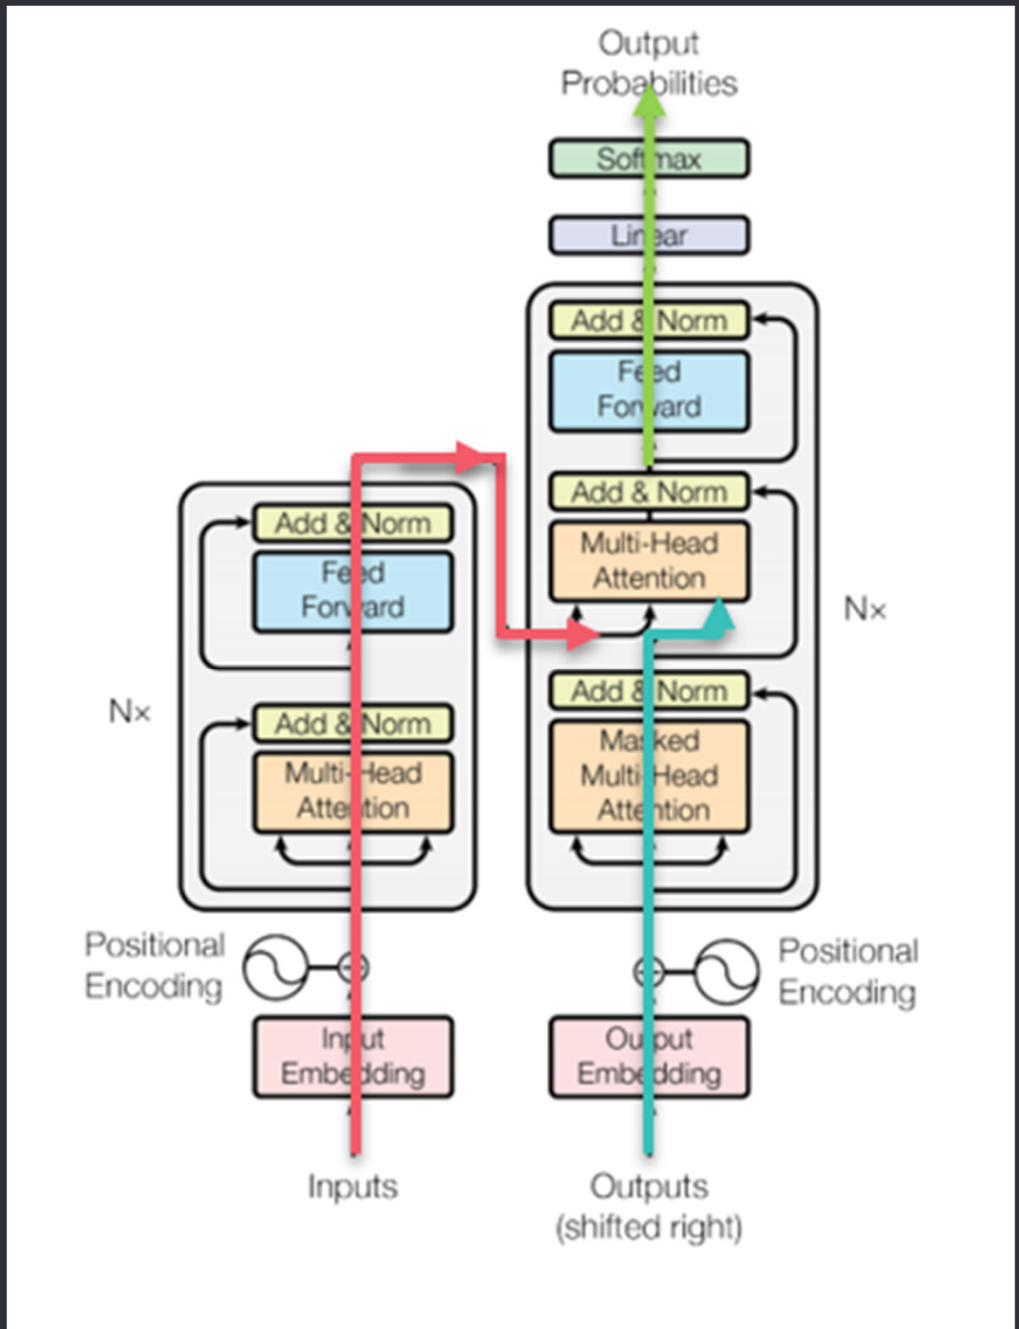 Output
Probabilities
Softmax
Linear
Add & Norm
Feed
Forward
Add & Norm
Multi-Head
Attention
Nx
Add & Norm
Masked
Multi-Head
Attention
Add & Norm
Feed
Forward
Nx
Add & Norm
Multi-Head
Attention
Positional
Encoding
Positional
Encoding
Input
Embedding
Output
Embedding
Inputs
Outputs
(shifted right)